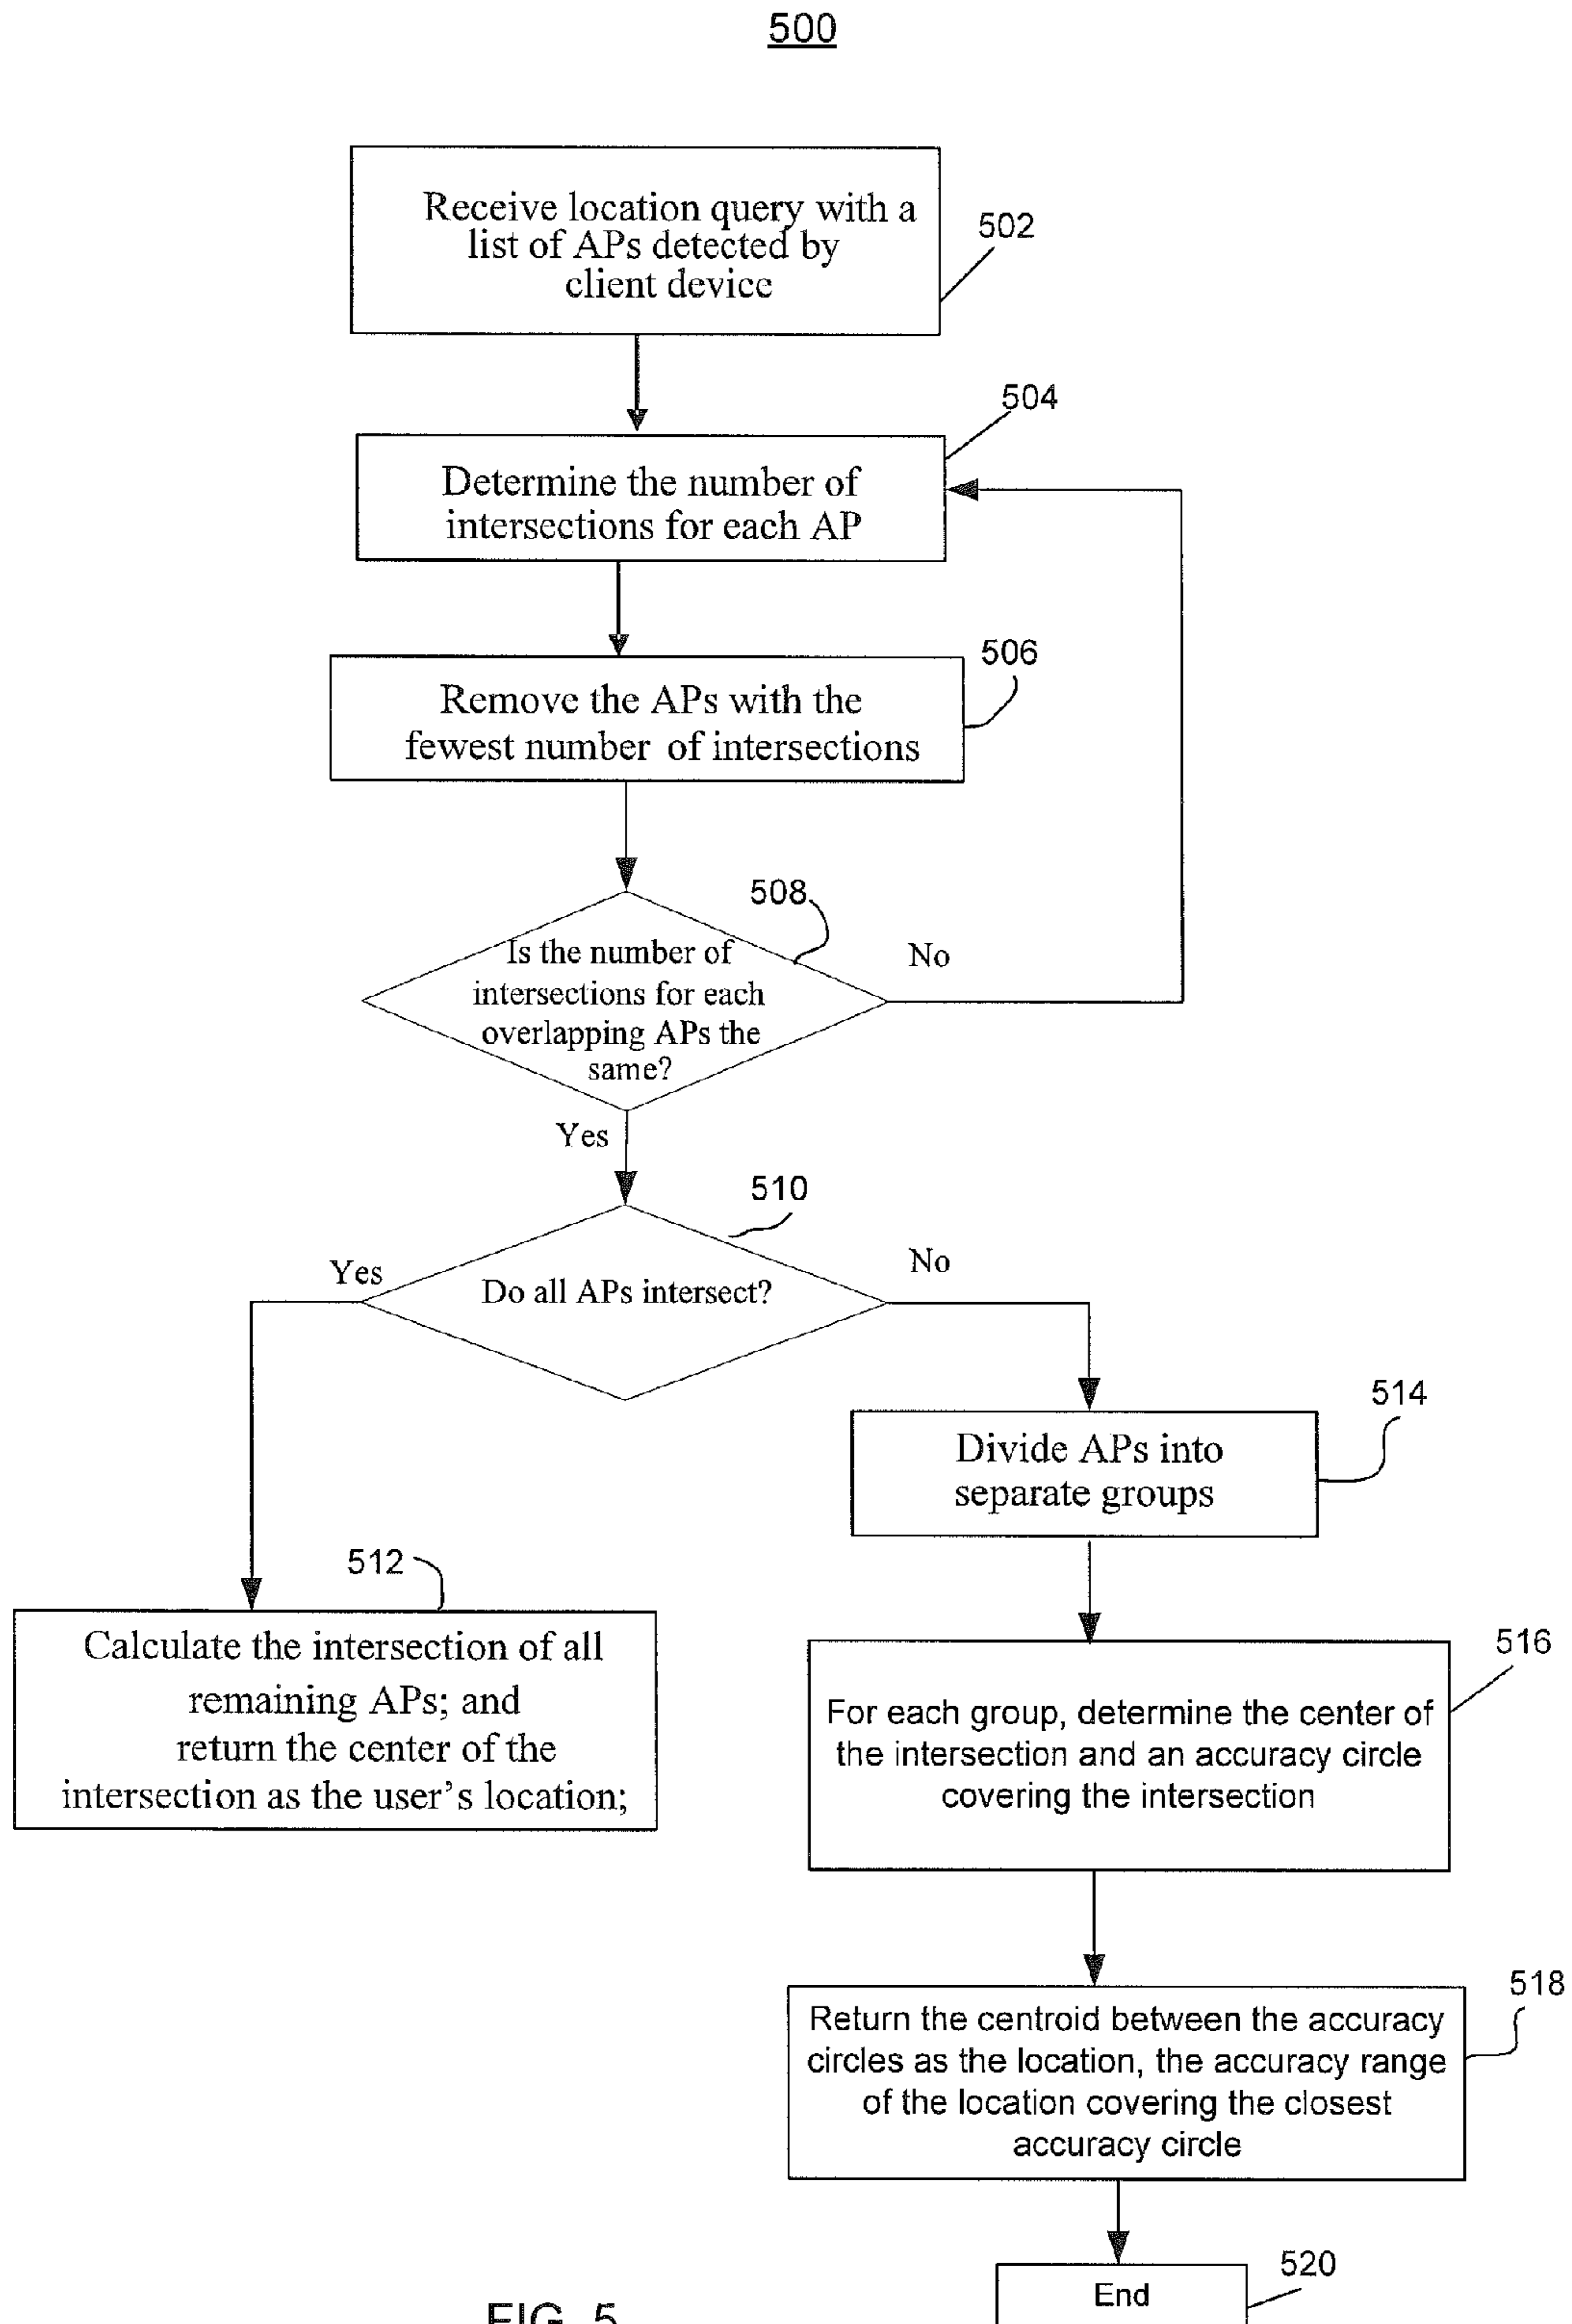 500
Receive location query with a
list of APs detected by
client device
502
504
Determine the number of
intersections for each AP
506
Remove the APs with the
fewest number of intersections
508
Is the number of
intersections for each
overlapping APs the
same?
No
Yes
510
Yes
Do all APs intersect?
No
514
Divide APs into
separate groups
512
Calculate the intersection of all
remaining APs; and
return the center of the
intersection as the user's location;
516
For each group, determine the center of
the intersection and an accuracy circle
covering the intersection
518
Return the centroid between the accuracy
circles as the location, the accuracy range
of the location covering the closest
accuracy circle
520
End
FIG. 5